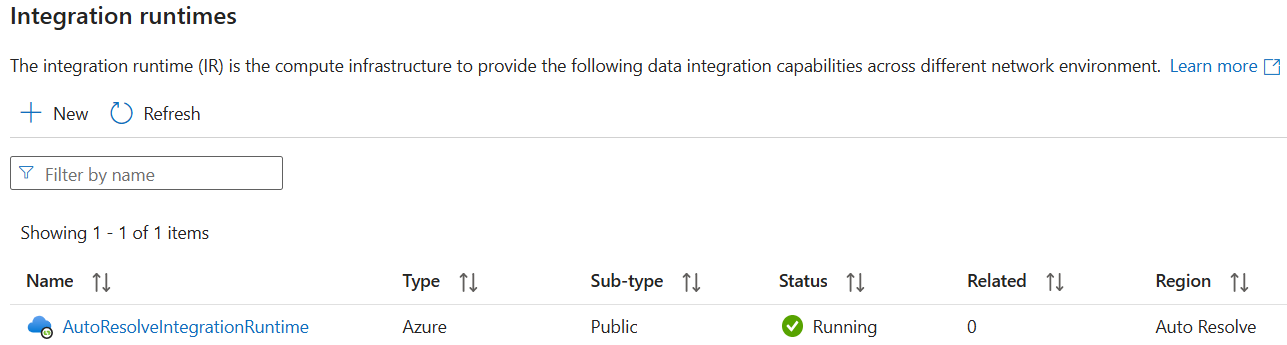 Integration runtimes
The integration runtime (IR) is the compute infrastructure to provide the following data integration capabilities across different network environment. Learn more
New Refresh
Filter by name
Showing 1 - 1 of 1 items
Name Type Sub-type Status Related Region
AutoResolveIntegrationRuntime Azure Public Running 0 Auto Resolve